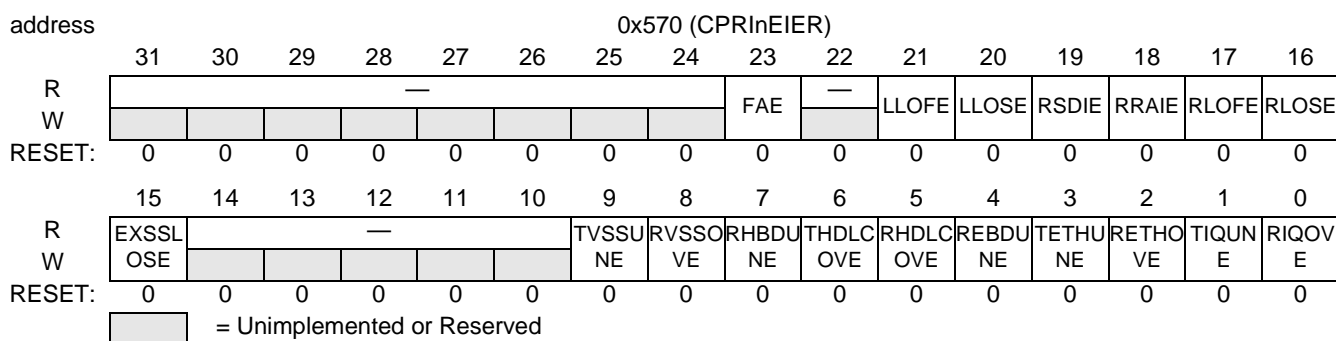 address 0x570 (CPRInEIER)
31 30 29 28 27 26 25 24 23 22 21 20 19 18 17 16
R — FAE — LLOFE LLOSE RSDIE RRAIE RLOFE RLOSE
W
RESET: 0 0 0 0 0 0 0 0 0 0 0 0 0 0 0 0
15 14 13 12 11 10 9 8 7 6 5 4 3 2 1 0
R EXSSL — TVSSU RVSSO RHBDU THDLC RHDLC REBDU TETHU RETHO TIQUN RIQOV
W OSE NE VE NE OVE OVE NE NE VE E E
RESET: 0 0 0 0 0 0 0 0 0 0 0 0 0 0 0 0
= Unimplemented or Reserved